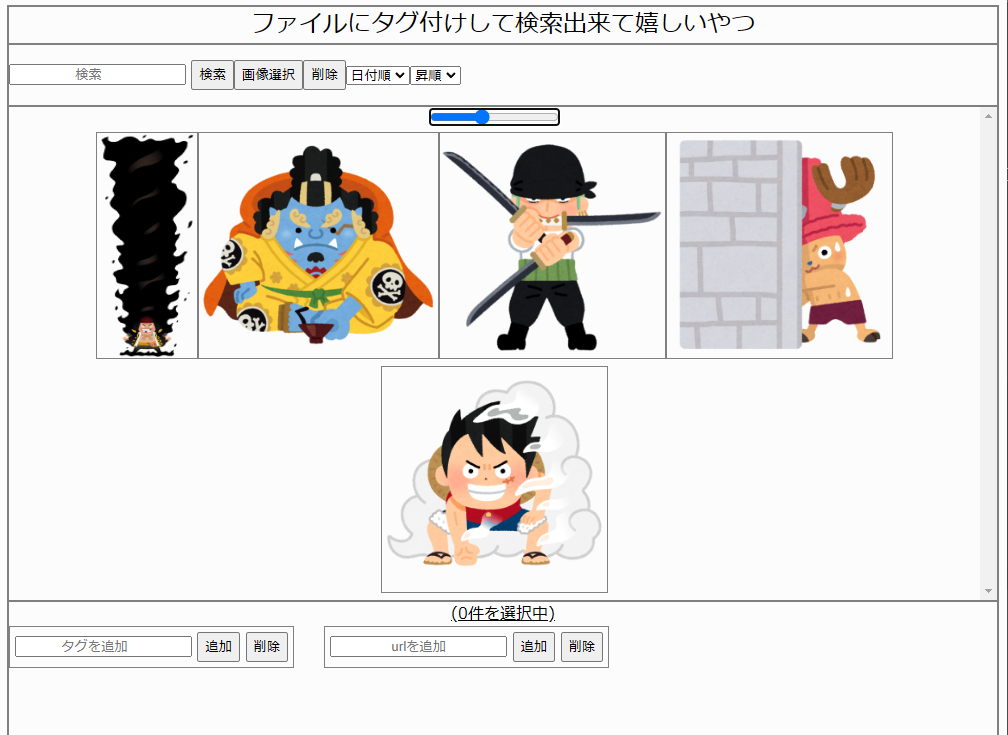 ファイルにタグ付けして検索出来て嬉しいやつ
検索 検索 画像選択 削除 日付順 昇順
(0件を選択中)
タグを追加 追加 削除 urlを追加 追加 削除